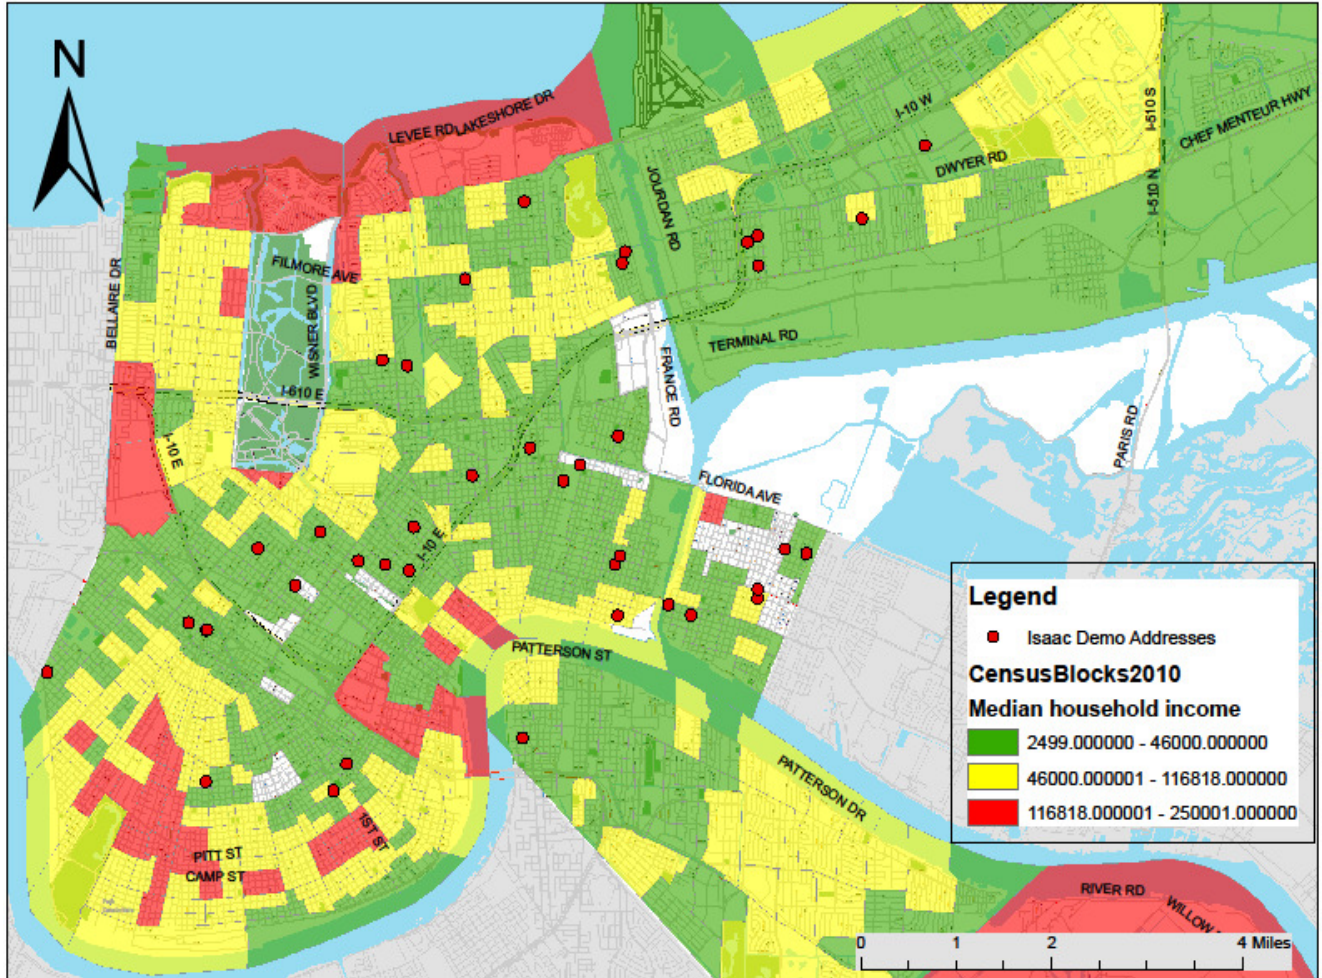 N
LEVEE RD
LAKESHORE DR
I-10 W
I-510 S
CHEF MENTEUR HWY
DWYER RD
JOURDAN RD
I-510 N
FILMORE AVE
BELLAIRE DR
WISNER BLVD
TERMINAL RD
FRANCE RD
I-610 E
PARIS RD
I-10 E
FLORIDA AVE
I-10 E
PATTERSON ST
Legend
Isaac Demo Addresses
CensusBlocks2010
Median household income
2499.000000 - 46000.000000
46000.000001 - 116818.000000
116818.000001 - 250001.000000
PATTERSON DR
1ST ST
PITT ST
CAMP ST
RIVER RD
WILLOW
0 1 2 4 Miles